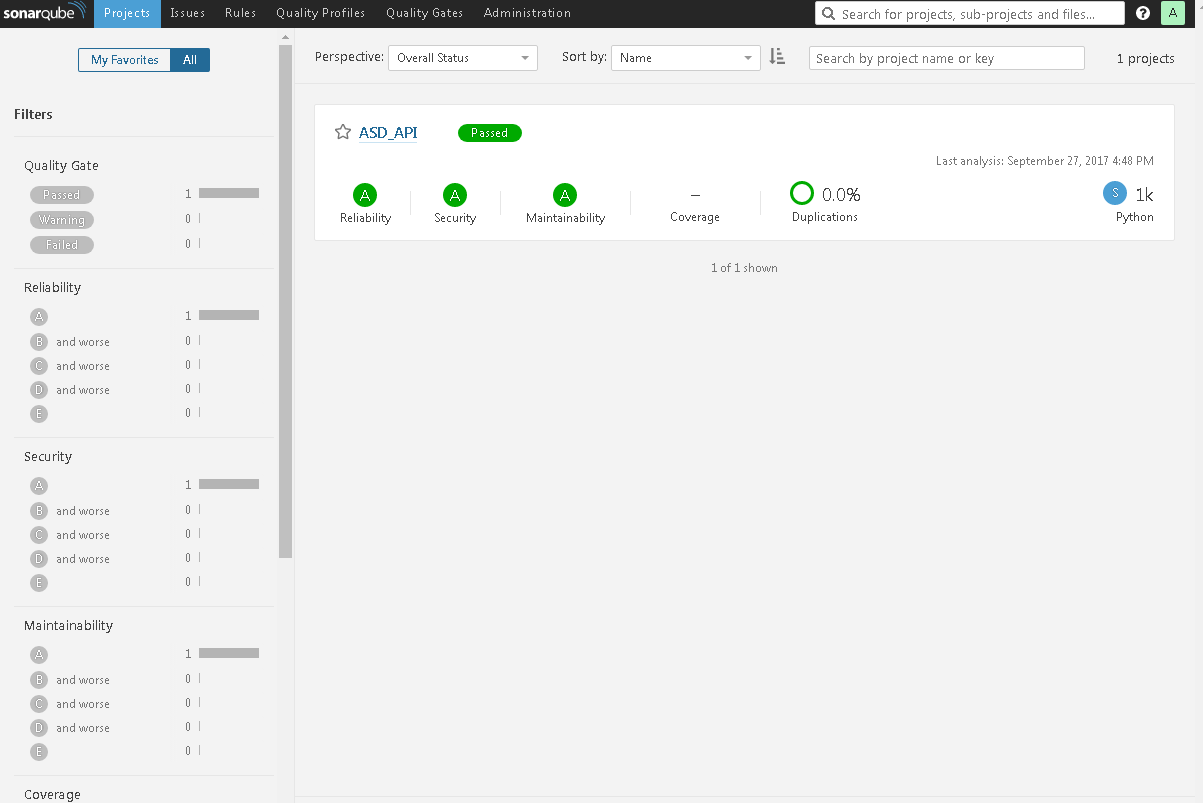 sonarqube Projects Issues Rules Quality Profiles Quality Gates Administration Search for projects, sub-projects and files... ? A
My Favorites All
Perspective: Overall Status Sort by: Name Search by project name or key 1 projects
Filters
Quality Gate
Passed 1
Warning 0
Failed 0
Reliability
A 1
B and worse 0
C and worse 0
D and worse 0
E 0
Security
A 1
B and worse 0
C and worse 0
D and worse 0
E 0
Maintainability
A 1
B and worse 0
C and worse 0
D and worse 0
E 0
Coverage
ASD_API Passed
Last analysis: September 27, 2017 4:48 PM
A A A – 0.0% S 1k
Reliability Security Maintainability Coverage Duplications Python
1 of 1 shown